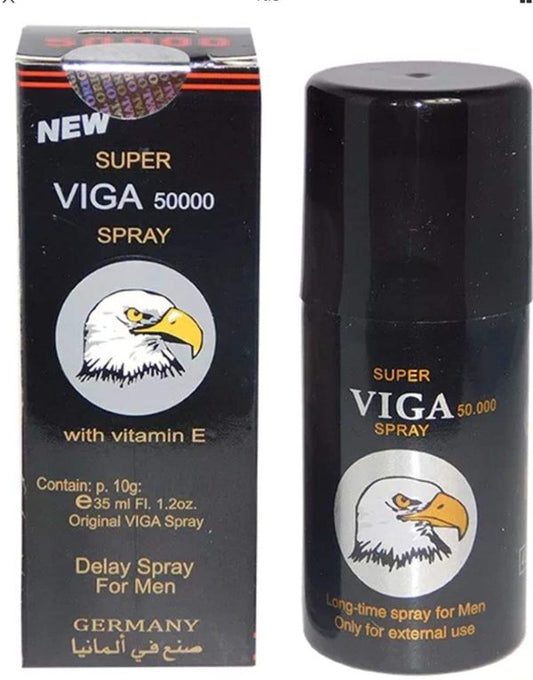 50000
NEW
SUPER
VIGA 50000
SPRAY
with vitamin E
Contain: p. 10g:
e35 ml Fl. 1.2oz.
Original VIGA Spray
Delay Spray
For Men
GERMANY
صنع في ألمانيا
SUPER
VIGA 50.000
SPRAY
Long-time spray for Men
Only for external use